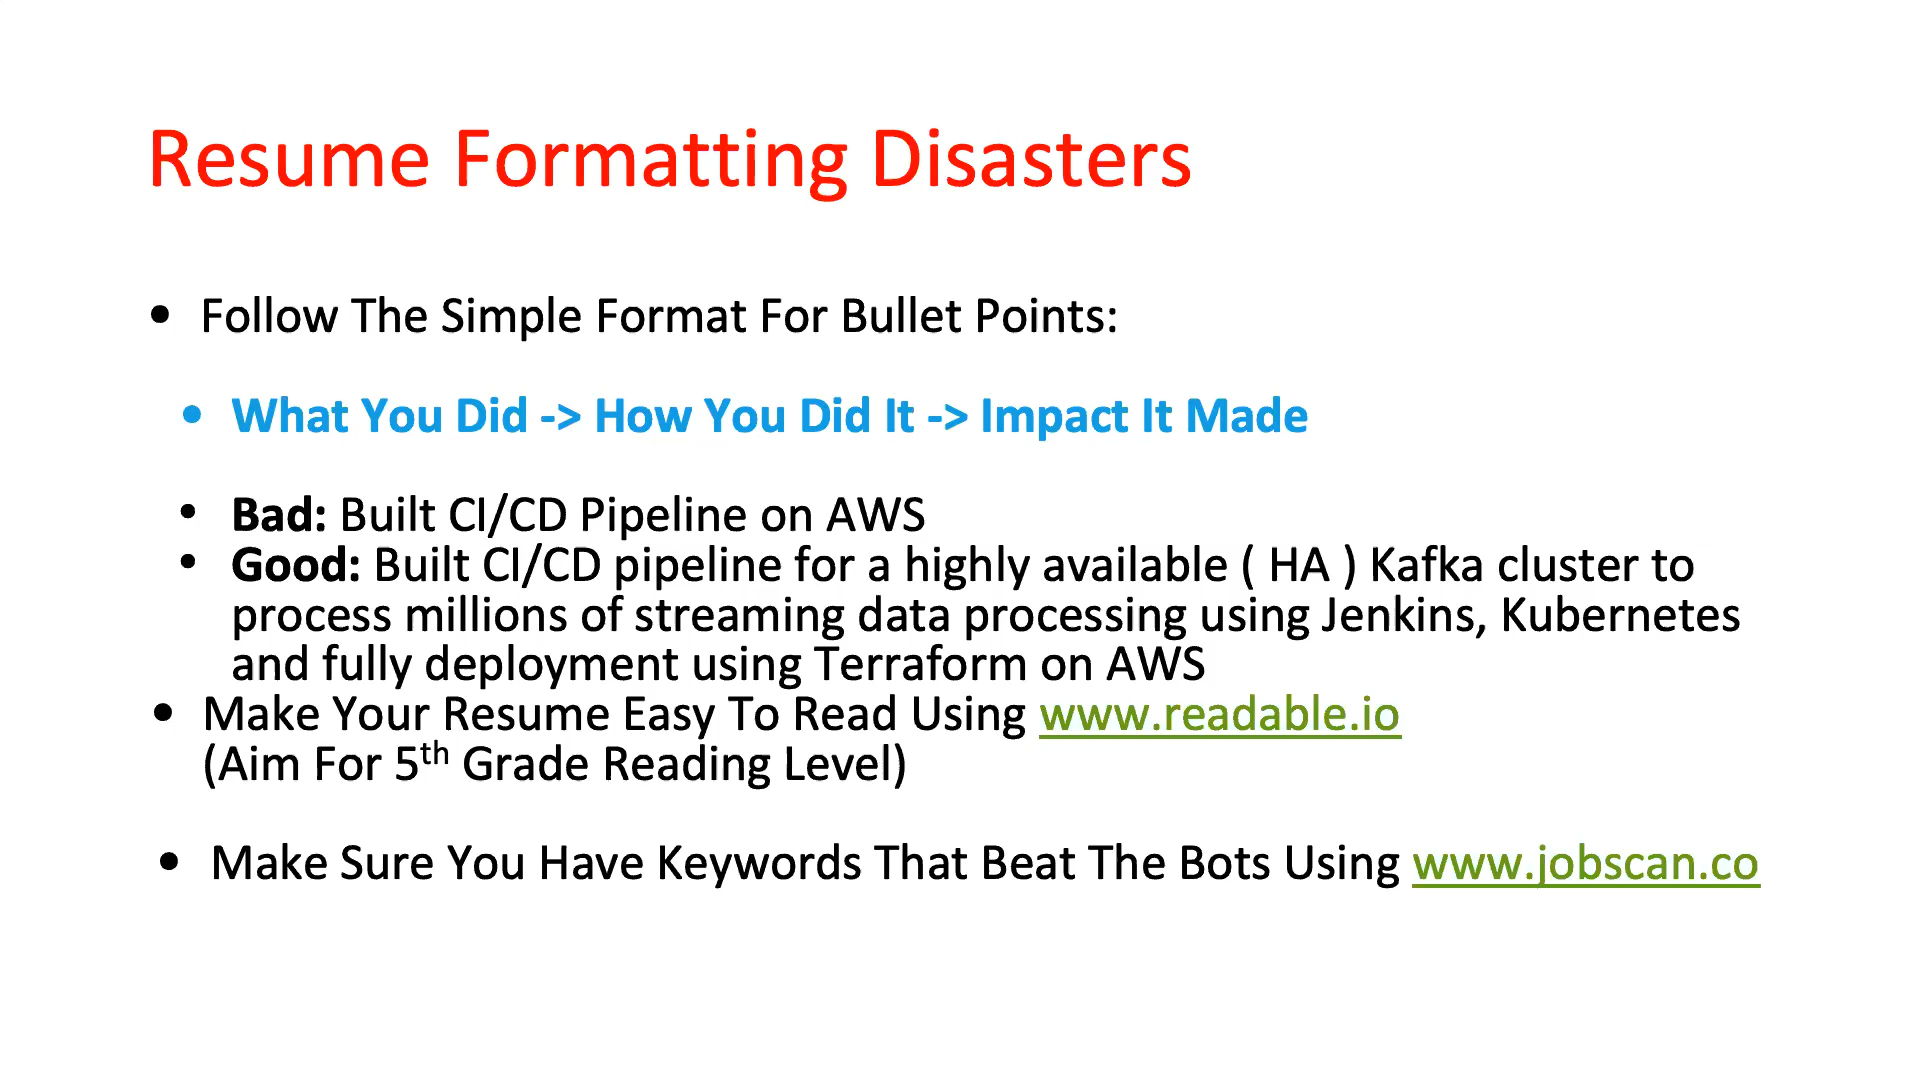 Resume Formatting Disasters
• Follow The Simple Format For Bullet Points:
• What You Did -> How You Did It -> Impact It Made
• Bad: Built CI/CD Pipeline on AWS
• Good: Built CI/CD pipeline for a highly available ( HA ) Kafka cluster to
process millions of streaming data processing using Jenkins, Kubernetes
and fully deployment using Terraform on AWS
• Make Your Resume Easy To Read Using www.readable.io
(Aim For 5th Grade Reading Level)
• Make Sure You Have Keywords That Beat The Bots Using www.jobscan.co